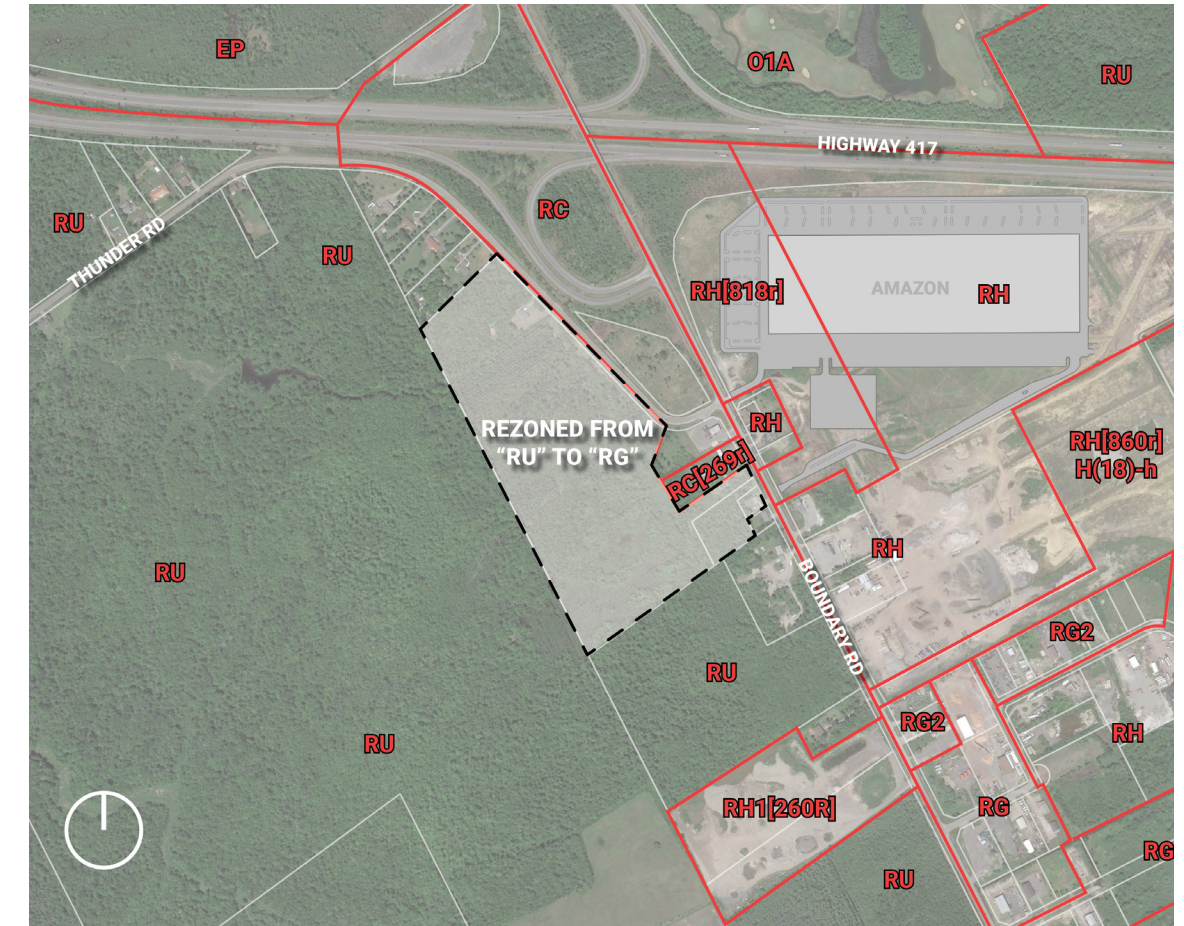 EP
O1A
RU
HIGHWAY 417
RU
THUNDER RD
RU
RC
RH[818r]
AMAZON
RH
REZONED FROM
“RU” TO “RG”
RH
RC[269r]
RH[860r]
H(18)-h
RH
RU
BOUNDARY RD
RG2
RU
RG2
RH
RU
RH1[260R]
RG
RG
RU